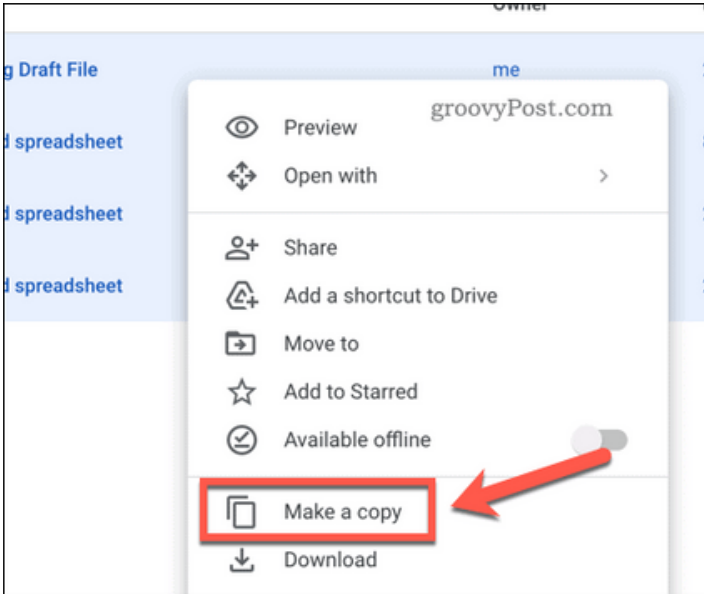 Owner
g Draft File
me
groovyPost.com
Preview
d spreadsheet
Open with
d spreadsheet
Share
d spreadsheet
Add a shortcut to Drive
Move to
Add to Starred
Available offline
Make a copy
Download